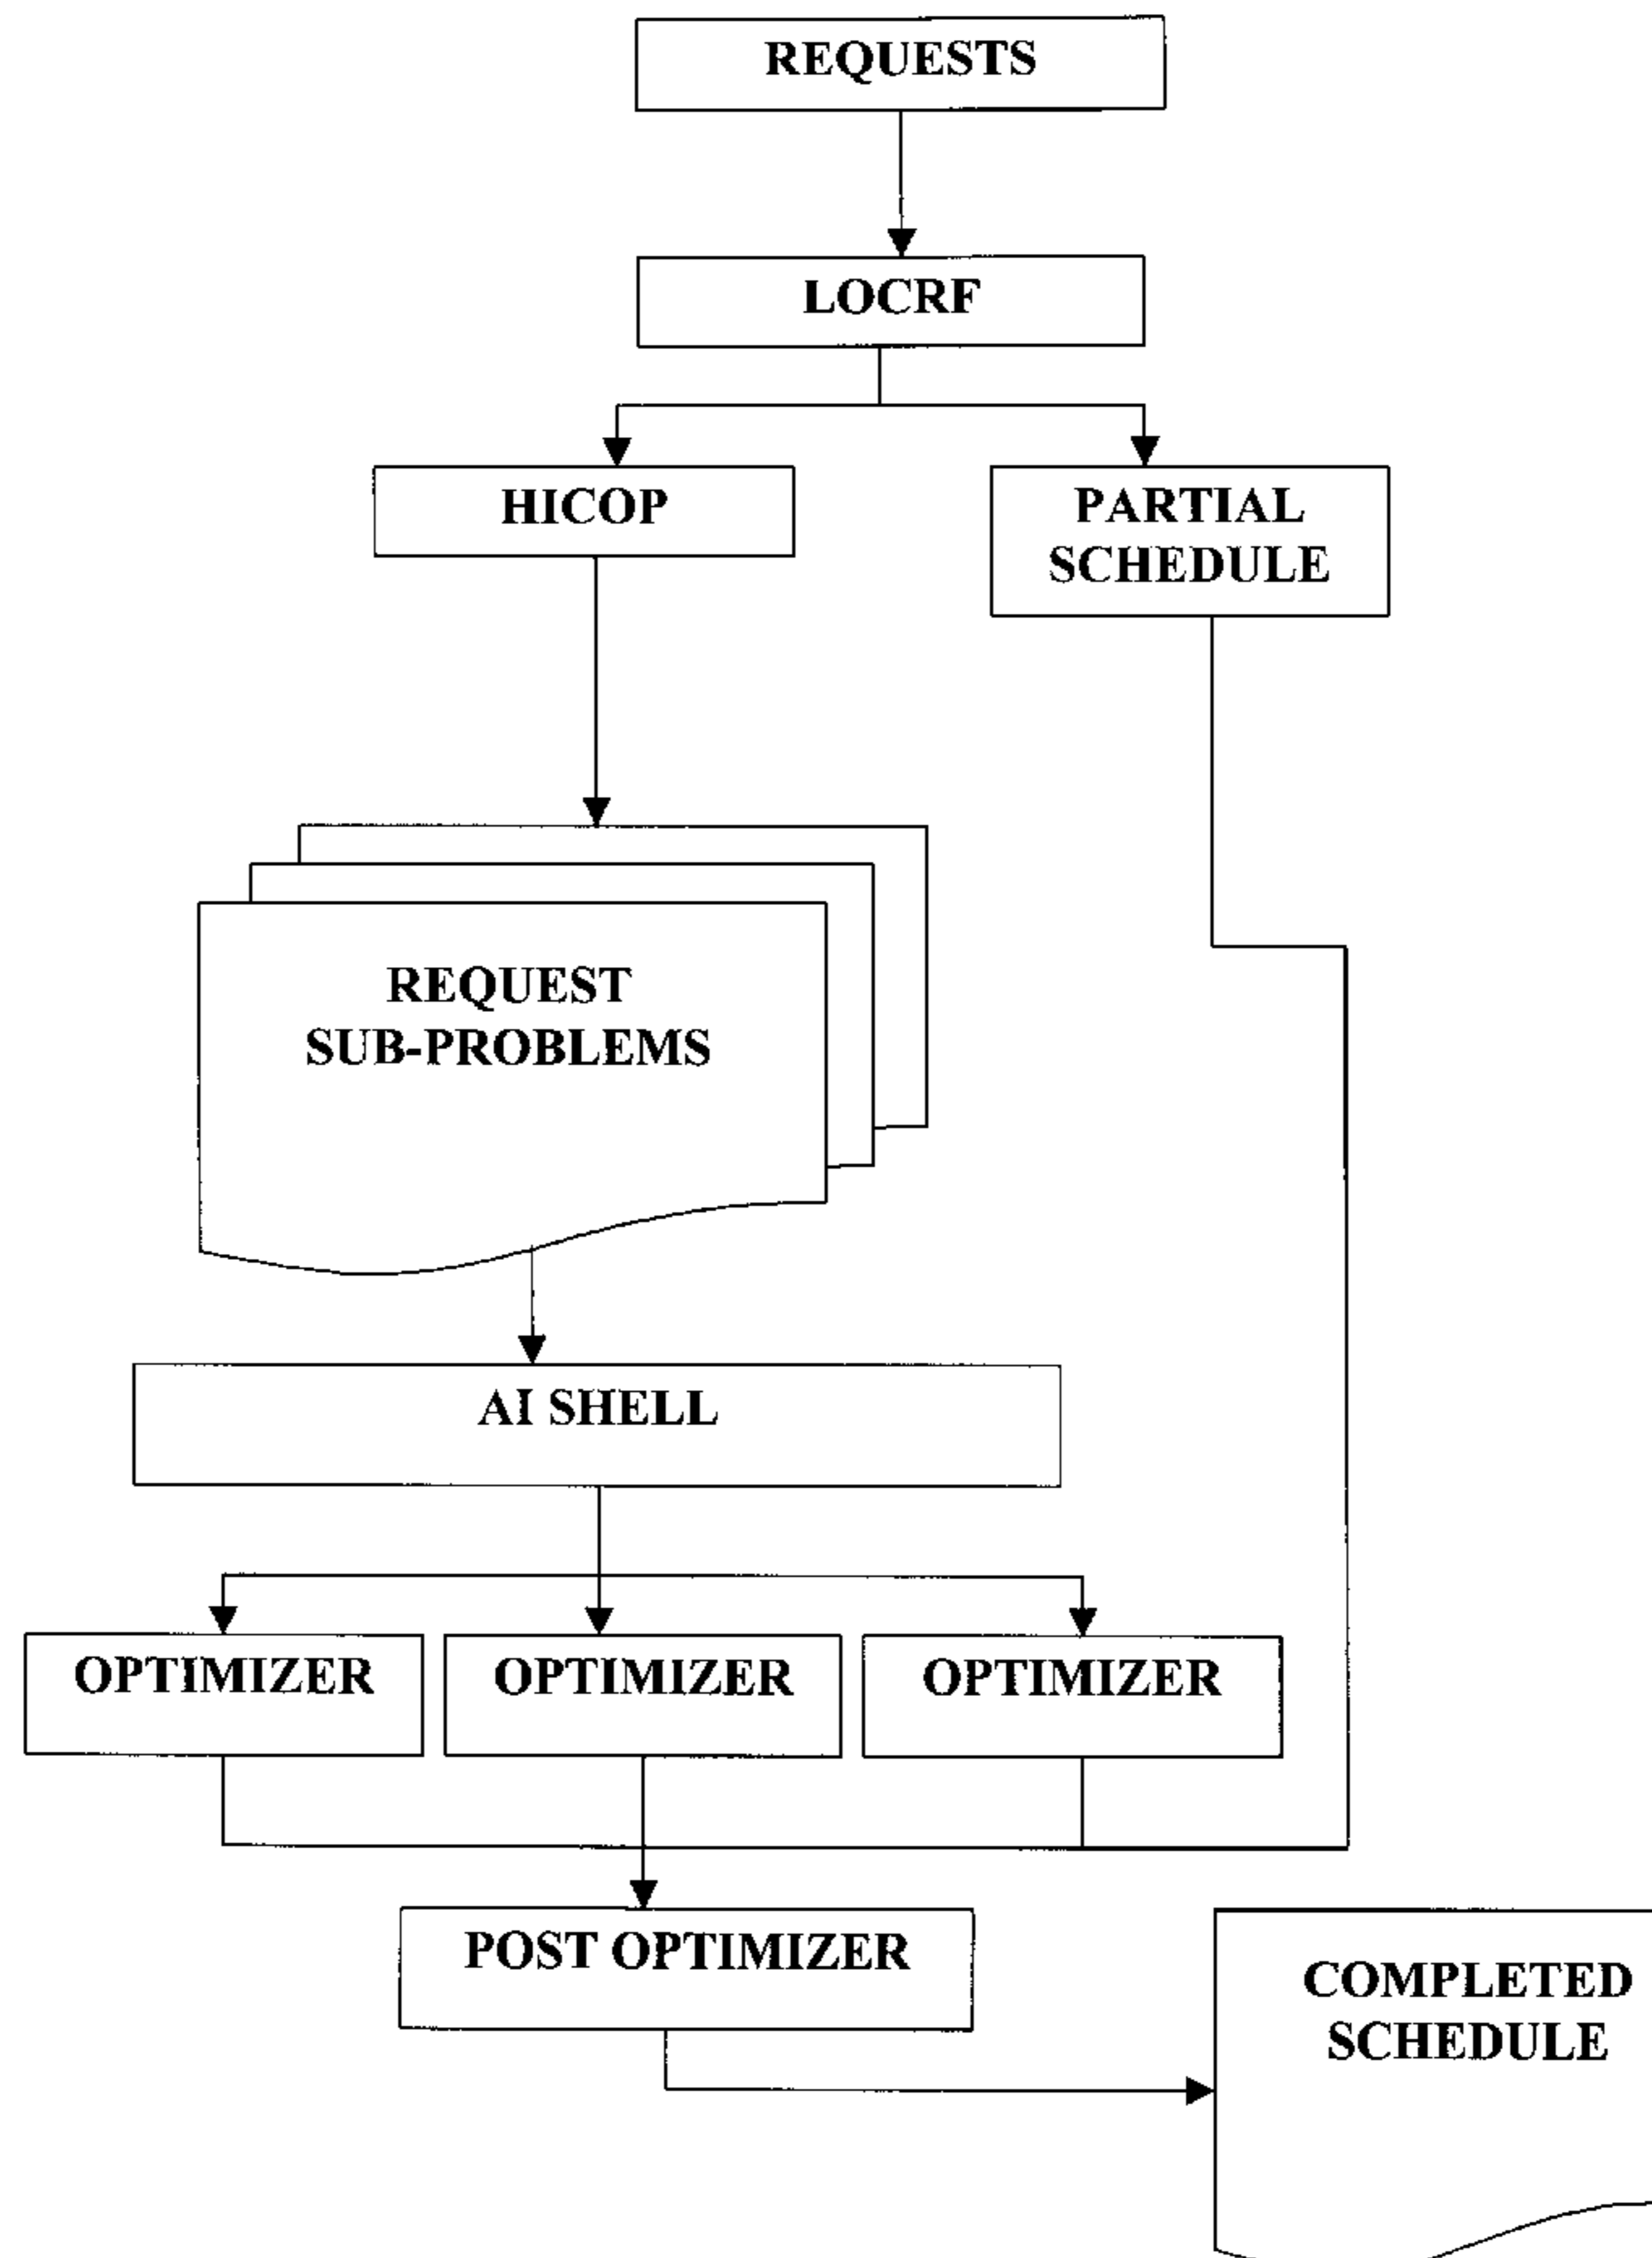 REQUESTS
LOCRF
HICOP
PARTIAL
SCHEDULE
REQUEST
SUB-PROBLEMS
AI SHELL
OPTIMIZER
OPTIMIZER
OPTIMIZER
POST OPTIMIZER
COMPLETED
SCHEDULE